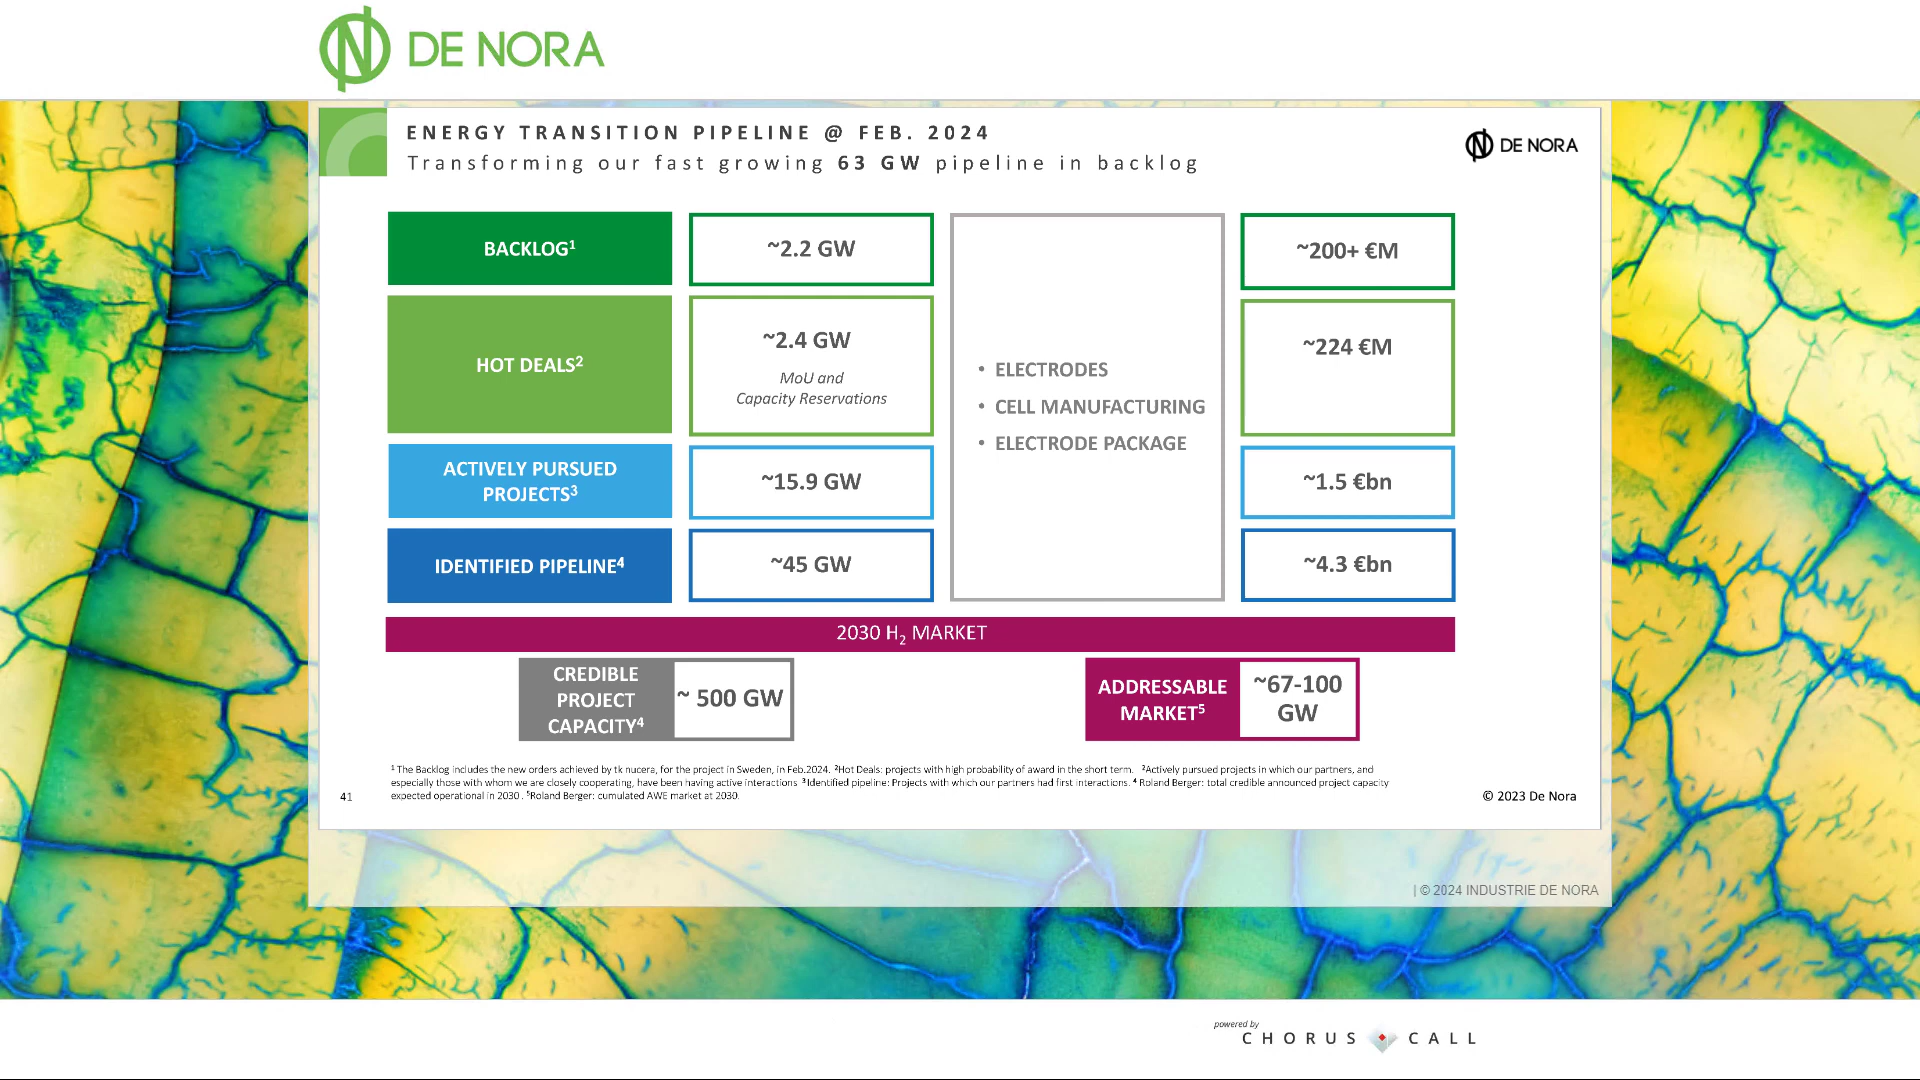 DE NORA
ENERGY TRANSITION PIPELINE @ FEB. 2024
Transforming our fast growing 63 GW pipeline in backlog
DE NORA
BACKLOG¹
~2.2 GW
~200+ €M
HOT DEALS²
~2.4 GW
MoU and
Capacity Reservations
~224 €M
• ELECTRODES
• CELL MANUFACTURING
• ELECTRODE PACKAGE
ACTIVELY PURSUED
PROJECTS³
~15.9 GW
~1.5 €bn
IDENTIFIED PIPELINE⁴
~45 GW
~4.3 €bn
2030 H₂ MARKET
CREDIBLE
PROJECT
CAPACITY⁴
~ 500 GW
ADDRESSABLE
MARKET⁵
~67-100
GW
¹ The Backlog includes the new orders achieved by tk nucera, for the project in Sweden, in Feb.2024. ²Hot Deals: projects with high probability of award in the short term. ²Actively pursued projects in which our partners, and
especially those with whom we are closely cooperating, have been having active interactions ³Identified pipeline: Projects with which our partners had first interactions. ⁴ Roland Berger: total credible announced project capacity
expected operational in 2030 . ⁵Roland Berger: cumulated AWE market at 2030.
41
© 2023 De Nora
| © 2024 INDUSTRIE DE NORA
powered by
CHORUS CALL